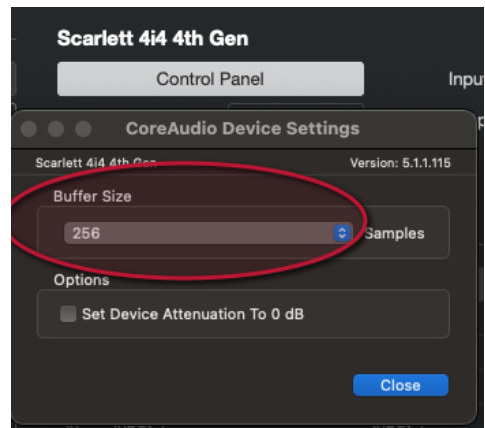 Scarlett 4i4 4th Gen
Control Panel
Inpu
CoreAudio Device Settings
Scarlett 4i4 4th Gen
Version: 5.1.1.115
Buffer Size
256
Samples
Options
Set Device Attenuation To 0 dB
Close